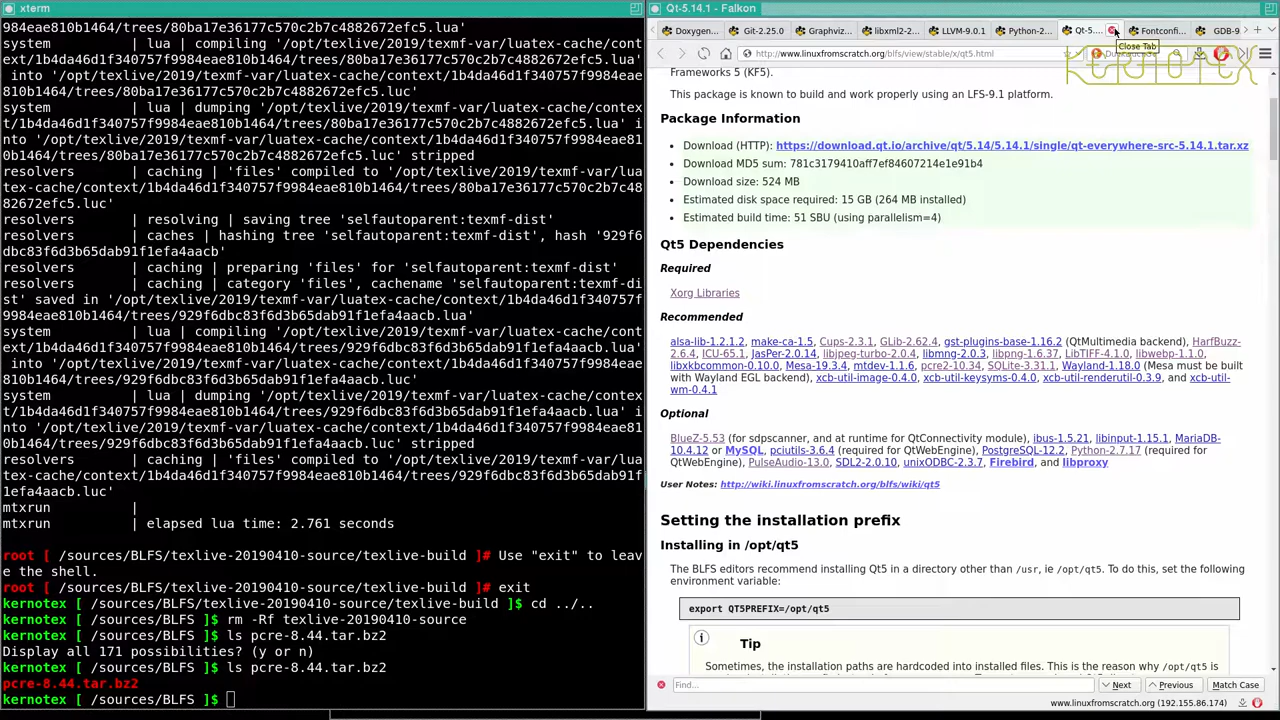 xterm
984eae810b1464/trees/80ba17e36177c570c2b7c4882672efc5.lua'
system          | lua | compiling '/opt/texlive/2019/texmf-var/luatex-cache/cont
ext/1b4da46d1f340757f9984eae810b1464/trees/80ba17e36177c570c2b7c4882672efc5.lua'
 into '/opt/texlive/2019/texmf-var/luatex-cache/context/1b4da46d1f340757f9984eae
810b1464/trees/80ba17e36177c570c2b7c4882672efc5.luc'
system          | lua | dumping '/opt/texlive/2019/texmf-var/luatex-cache/contex
t/1b4da46d1f340757f9984eae810b1464/trees/80ba17e36177c570c2b7c4882672efc5.lua' i
nto '/opt/texlive/2019/texmf-var/luatex-cache/context/1b4da46d1f340757f9984eae81
0b1464/trees/80ba17e36177c570c2b7c4882672efc5.luc' stripped
resolvers       | caching | 'files' compiled to '/opt/texlive/2019/texmf-var/lua
tex-cache/context/1b4da46d1f340757f9984eae810b1464/trees/80ba17e36177c570c2b7c48
82672efc5.luc'
resolvers       | resolving | saving tree 'selfautoparent:texmf-dist'
resolvers       | caches | hashing tree 'selfautoparent:texmf-dist', hash '929f6
dbc83f6d3b65dab91f1efa4aacb'
resolvers       | caching | preparing 'files' for 'selfautoparent:texmf-dist'
resolvers       | caching | category 'files', cachename 'selfautoparent:texmf-di
st' saved in '/opt/texlive/2019/texmf-var/luatex-cache/context/1b4da46d1f340757f
9984eae810b1464/trees/929f6dbc83f6d3b65dab91f1efa4aacb.lua'
system          | lua | compiling '/opt/texlive/2019/texmf-var/luatex-cache/cont
ext/1b4da46d1f340757f9984eae810b1464/trees/929f6dbc83f6d3b65dab91f1efa4aacb.lua'
 into '/opt/texlive/2019/texmf-var/luatex-cache/context/1b4da46d1f340757f9984eae
810b1464/trees/929f6dbc83f6d3b65dab91f1efa4aacb.luc'
system          | lua | dumping '/opt/texlive/2019/texmf-var/luatex-cache/contex
t/1b4da46d1f340757f9984eae810b1464/trees/929f6dbc83f6d3b65dab91f1efa4aacb.lua' i
nto '/opt/texlive/2019/texmf-var/luatex-cache/context/1b4da46d1f340757f9984eae81
0b1464/trees/929f6dbc83f6d3b65dab91f1efa4aacb.luc' stripped
resolvers       | caching | 'files' compiled to '/opt/texlive/2019/texmf-var/lua
tex-cache/context/1b4da46d1f340757f9984eae810b1464/trees/929f6dbc83f6d3b65dab91f
1efa4aacb.luc'
mtxrun          |
mtxrun          | elapsed lua time: 2.761 seconds
root [ /sources/BLFS/texlive-20190410-source/texlive-build ]# Use "exit" to leav
e the shell.
root [ /sources/BLFS/texlive-20190410-source/texlive-build ]# exit
kernotex [ /sources/BLFS/texlive-20190410-source/texlive-build ]$ cd ../..
kernotex [ /sources/BLFS ]$ rm -Rf texlive-20190410-source
kernotex [ /sources/BLFS ]$ ls pcre-8.44.tar.bz2
Display all 171 possibilities? (y or n)
kernotex [ /sources/BLFS ]$ ls pcre-8.44.tar.bz2
pcre-8.44.tar.bz2
kernotex [ /sources/BLFS ]$
Qt-5.14.1 - Falkon
Doxygen... Git-2.25.0 Graphviz... libxml2-2... LLVM-9.0.1 Python-2... Qt-5.... Fontconfi... GDB-9
http://www.linuxfromscratch.org/blfs/view/stable/x/qt5.html
Close Tab
KERNOTEX
Frameworks 5 (KF5).
This package is known to build and work properly using an LFS-9.1 platform.
Package Information
• Download (HTTP): https://download.qt.io/archive/qt/5.14/5.14.1/single/qt-everywhere-src-5.14.1.tar.xz
• Download MD5 sum: 781c3179410aff7ef84607214e1e91b4
• Download size: 524 MB
• Estimated disk space required: 15 GB (264 MB installed)
• Estimated build time: 51 SBU (using parallelism=4)
Qt5 Dependencies
Required
Xorg Libraries
Recommended
alsa-lib-1.2.1.2, make-ca-1.5, Cups-2.3.1, GLib-2.62.4, gst-plugins-base-1.16.2 (QtMultimedia backend), HarfBuzz-
2.6.4, ICU-65.1, JasPer-2.0.14, libjpeg-turbo-2.0.4, libmng-2.0.3, libpng-1.6.37, LibTIFF-4.1.0, libwebp-1.1.0,
libxkbcommon-0.10.0, Mesa-19.3.4, mtdev-1.1.6, pcre2-10.34, SQLite-3.31.1, Wayland-1.18.0 (Mesa must be built
with Wayland EGL backend), xcb-util-image-0.4.0, xcb-util-keysyms-0.4.0, xcb-util-renderutil-0.3.9, and xcb-util-
wm-0.4.1
Optional
BlueZ-5.53 (for sdpscanner, and at runtime for QtConnectivity module), ibus-1.5.21, libinput-1.15.1, MariaDB-
10.4.12 or MySQL, pciutils-3.6.4 (required for QtWebEngine), PostgreSQL-12.2, Python-2.7.17 (required for
QtWebEngine), PulseAudio-13.0, SDL2-2.0.10, unixODBC-2.3.7, Firebird, and libproxy
User Notes: http://wiki.linuxfromscratch.org/blfs/wiki/qt5
Setting the installation prefix
Installing in /opt/qt5
The BLFS editors recommend installing Qt5 in a directory other than /usr, ie /opt/qt5. To do this, set the following
environment variable:
export QT5PREFIX=/opt/qt5
Tip
Sometimes, the installation paths are hardcoded into installed files. This is the reason why /opt/qt5 is
Find... Next Previous Match Case
www.linuxfromscratch.org (192.155.86.174)